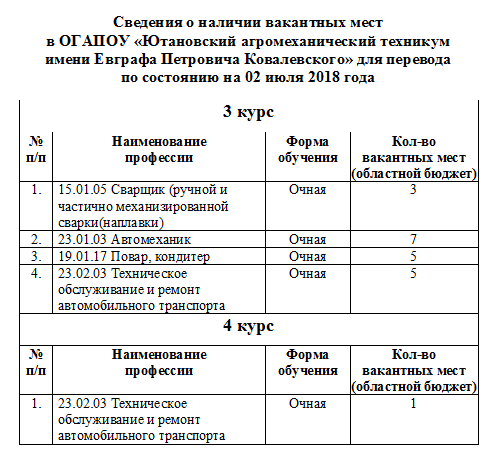 Сведения о наличии вакантных мест
в ОГАПОУ «Ютановский агромеханический техникум
имени Евграфа Петровича Ковалевского» для перевода
по состоянию на 02 июля 2018 года
3 курс
№ Наименование Форма Кол-во
п/п профессии обучения вакантных мест
(областной бюджет)
1. 15.01.05 Сварщик (ручной и Очная 3
частично механизированной
сварки(наплавки)
2. 23.01.03 Автомеханик Очная 7
3. 19.01.17 Повар, кондитер Очная 5
4. 23.02.03 Техническое Очная 5
обслуживание и ремонт
автомобильного транспорта
4 курс
№ Наименование Форма Кол-во
п/п профессии обучения вакантных мест
(областной бюджет)
1. 23.02.03 Техническое Очная 1
обслуживание и ремонт
автомобильного транспорта